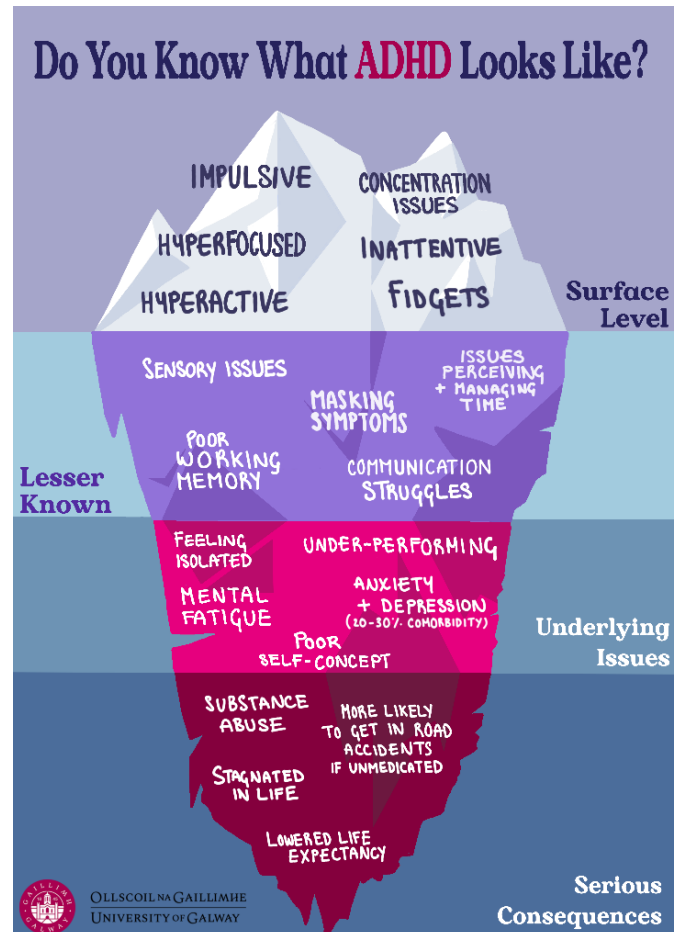 Do You Know What ADHD Looks Like?
IMPULSIVE
CONCENTRATION
ISSUES
HYPERFOCUSED
INATTENTIVE
HYPERACTIVE
FIDGETS
Surface
Level
SENSORY ISSUES
ISSUES
PERCEIVING
+ MANAGING
TIME
MASKING
SYMPTOMS
POOR
WORKING
MEMORY
COMMUNICATION
STRUGGLES
Lesser
Known
FEELING
ISOLATED
UNDER-PERFORMING
MENTAL
FATIGUE
ANXIETY
+ DEPRESSION
(20-30% COMORBIDITY)
POOR
SELF-CONCEPT
Underlying
Issues
SUBSTANCE
ABUSE
MORE LIKELY
TO GET IN ROAD
ACCIDENTS
IF UNMEDICATED
STAGNATED
IN LIFE
LOWERED LIFE
EXPECTANCY
Serious
Consequences
GAILLIMH
GALWAY
OLLSCOIL NA GAILLIMHE
UNIVERSITY OF GALWAY